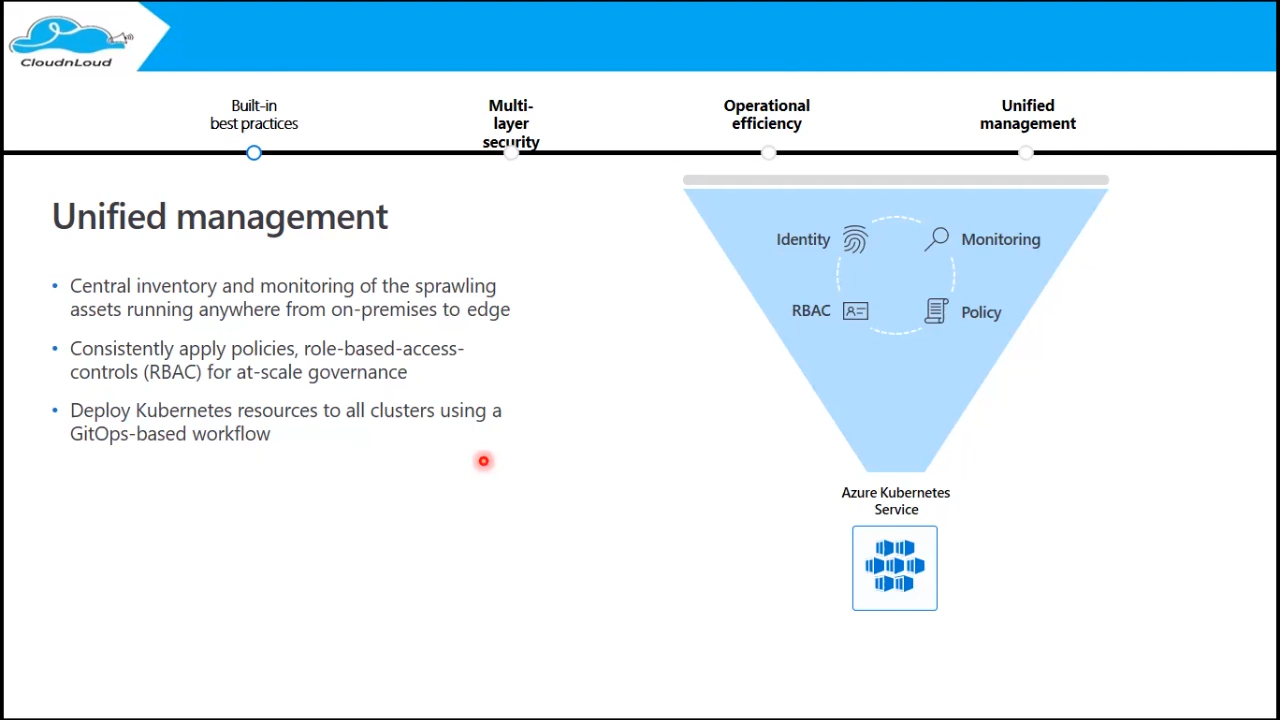 CloudnLoud
Built-in
best practices
Multi-
layer
security
Operational
efficiency
Unified
management
Unified management
• Central inventory and monitoring of the sprawling
assets running anywhere from on-premises to edge
• Consistently apply policies, role-based-access-
controls (RBAC) for at-scale governance
• Deploy Kubernetes resources to all clusters using a
GitOps-based workflow
Identity
Monitoring
RBAC
Policy
Azure Kubernetes
Service